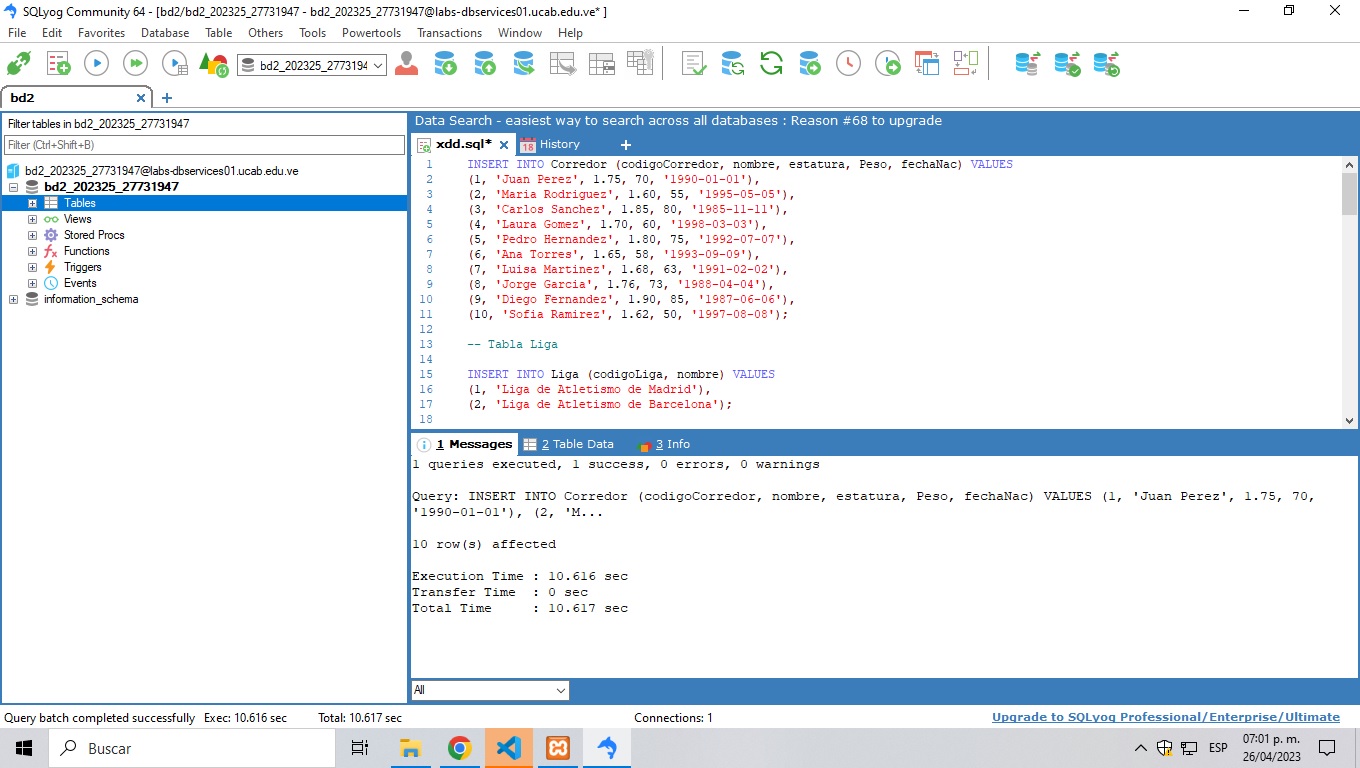 SQLyog Community 64 - [bd2/bd2_202325_27731947 - bd2_202325_27731947@labs-dbservices01.ucab.edu.ve* ]
File Edit Favorites Database Table Others Tools Powertools Transactions Window Help
bd2_202325_2773194
bd2
Filter tables in bd2_202325_27731947
Filter (Ctrl+Shift+B)
bd2_202325_27731947@labs-dbservices01.ucab.edu.ve
bd2_202325_27731947
Tables
Views
Stored Procs
Functions
Triggers
Events
information_schema
Data Search - easiest way to search across all databases : Reason #68 to upgrade
xdd.sql* 18 History
1 INSERT INTO Corredor (codigoCorredor, nombre, estatura, Peso, fechaNac) VALUES
2 (1, 'Juan Perez', 1.75, 70, '1990-01-01'),
3 (2, 'Maria Rodriguez', 1.60, 55, '1995-05-05'),
4 (3, 'Carlos Sanchez', 1.85, 80, '1985-11-11'),
5 (4, 'Laura Gomez', 1.70, 60, '1998-03-03'),
6 (5, 'Pedro Hernandez', 1.80, 75, '1992-07-07'),
7 (6, 'Ana Torres', 1.65, 58, '1993-09-09'),
8 (7, 'Luisa Martinez', 1.68, 63, '1991-02-02'),
9 (8, 'Jorge Garcia', 1.76, 73, '1988-04-04'),
10 (9, 'Diego Fernandez', 1.90, 85, '1987-06-06'),
11 (10, 'Sofia Ramirez', 1.62, 50, '1997-08-08');
12
13 -- Tabla Liga
14
15 INSERT INTO Liga (codigoLiga, nombre) VALUES
16 (1, 'Liga de Atletismo de Madrid'),
17 (2, 'Liga de Atletismo de Barcelona');
18
1 Messages 2 Table Data 3 Info
1 queries executed, 1 success, 0 errors, 0 warnings
Query: INSERT INTO Corredor (codigoCorredor, nombre, estatura, Peso, fechaNac) VALUES (1, 'Juan Perez', 1.75, 70,
'1990-01-01'), (2, 'M...
10 row(s) affected
Execution Time : 10.616 sec
Transfer Time : 0 sec
Total Time : 10.617 sec
All
Query batch completed successfully Exec: 10.616 sec Total: 10.617 sec Connections: 1 Upgrade to SQLyog Professional/Enterprise/Ultimate
Buscar
ESP
07:01 p. m.
26/04/2023